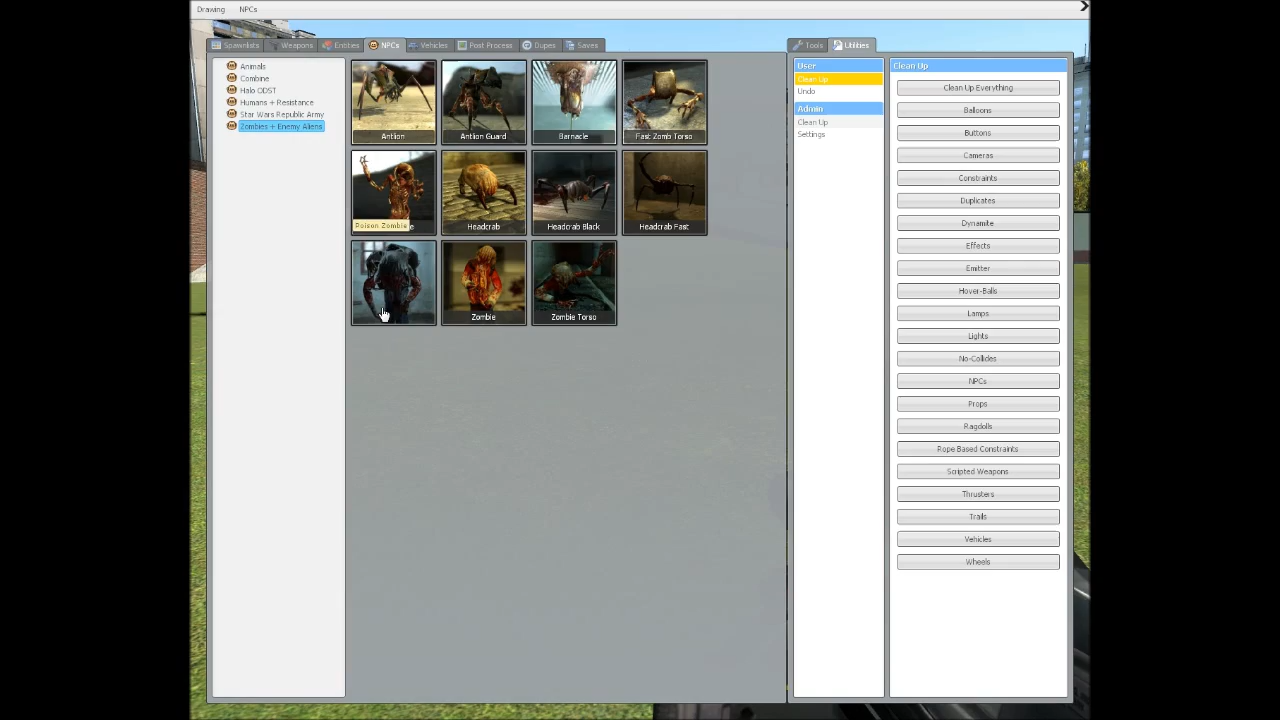 Drawing NPCs
Spawnlists Weapons Entities NPCs Vehicles Post Process Dupes Saves Tools Utilities
Animals
Combine
Halo ODST
Humans + Resistance
Star Wars Republic Army
Zombies + Enemy Aliens
Antlion Antlion Guard Barnacle Fast Zomb Torso
Poison Zombie Headcrab Headcrab Black Headcrab Fast
Zombie Zombie Torso
User
Clean Up
Undo
Admin
Clean Up
Settings
Clean Up
Clean Up Everything
Balloons
Buttons
Cameras
Constraints
Duplicates
Dynamite
Effects
Emitter
Hover-Balls
Lamps
Lights
No-Collides
NPCs
Props
Ragdolls
Rope Based Constraints
Scripted Weapons
Thrusters
Trails
Vehicles
Wheels